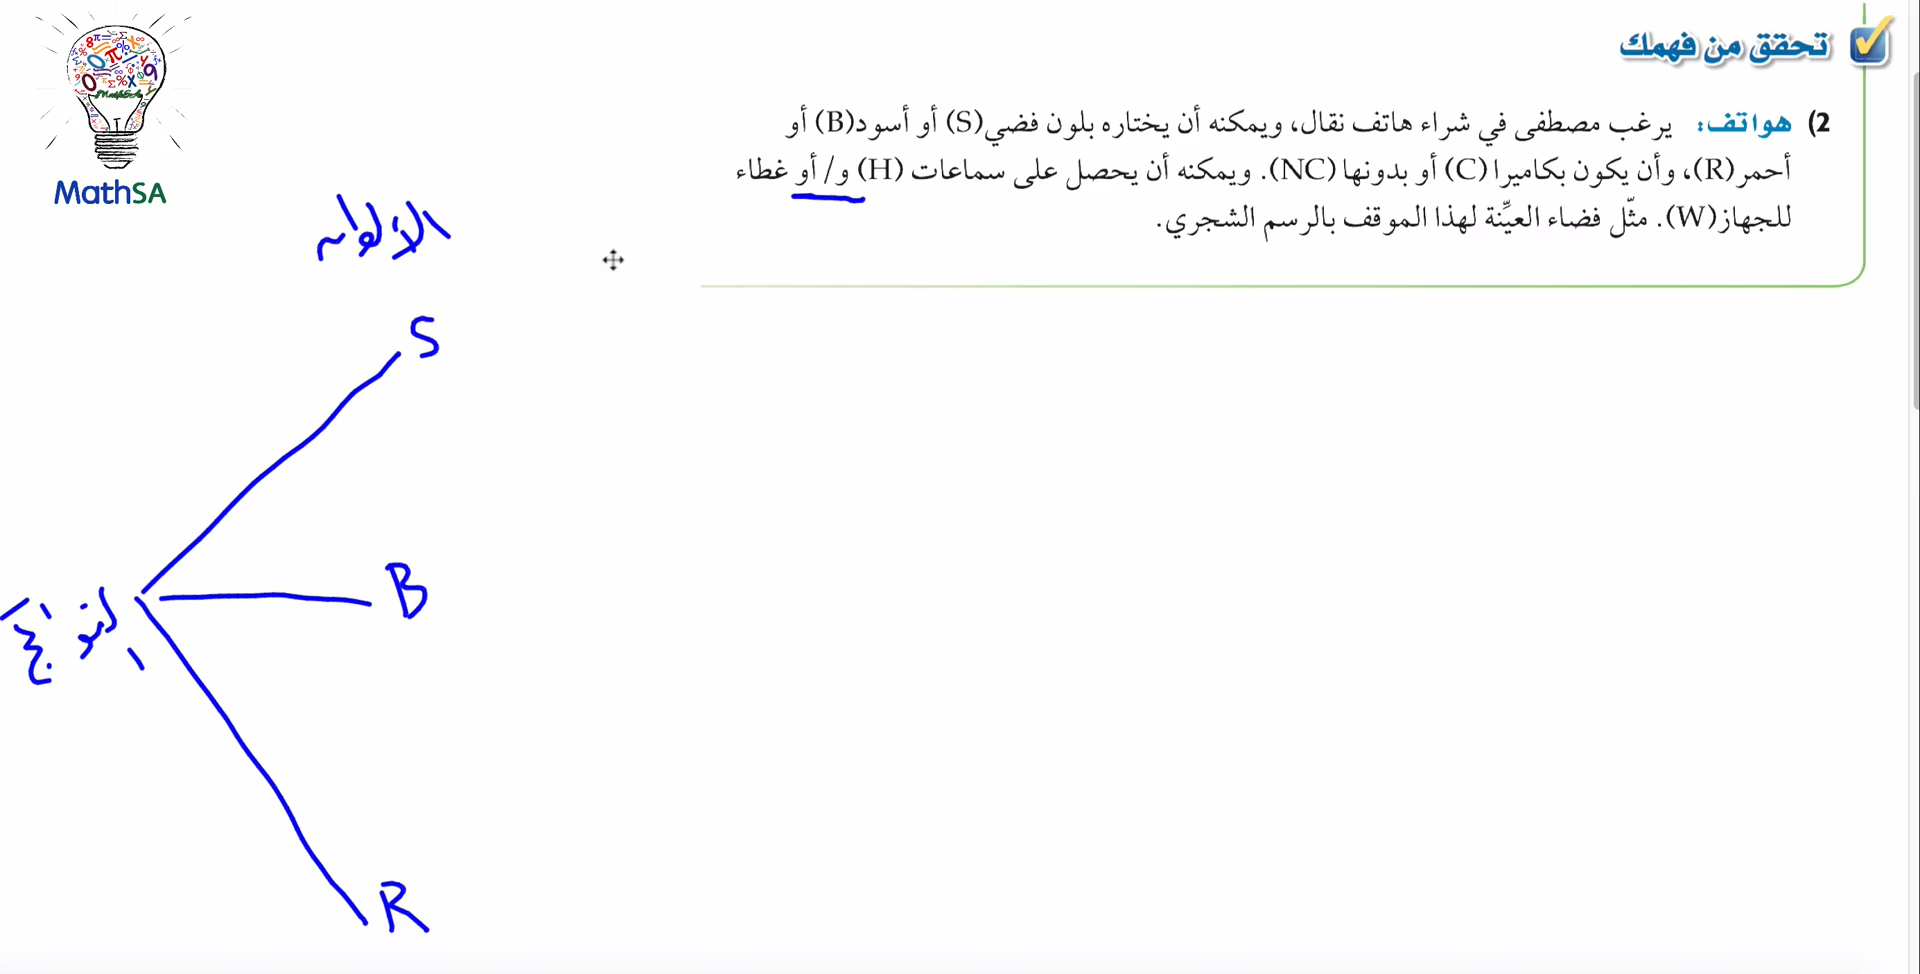 تحقق من فهمك
2) هواتف: يرغب مصطفى في شراء هاتف نقال، ويمكنه أن يختاره بلون فضي(S) أو أسود(B) أو
أحمر(R)، وأن يكون بكاميرا (C) أو بدونها (NC). ويمكنه أن يحصل على سماعات (H) و/ أو غطاء
للجهاز(W). مثّل فضاء العيِّنة لهذا الموقف بالرسم الشجري.
MathSA
الألوان
S
B
R